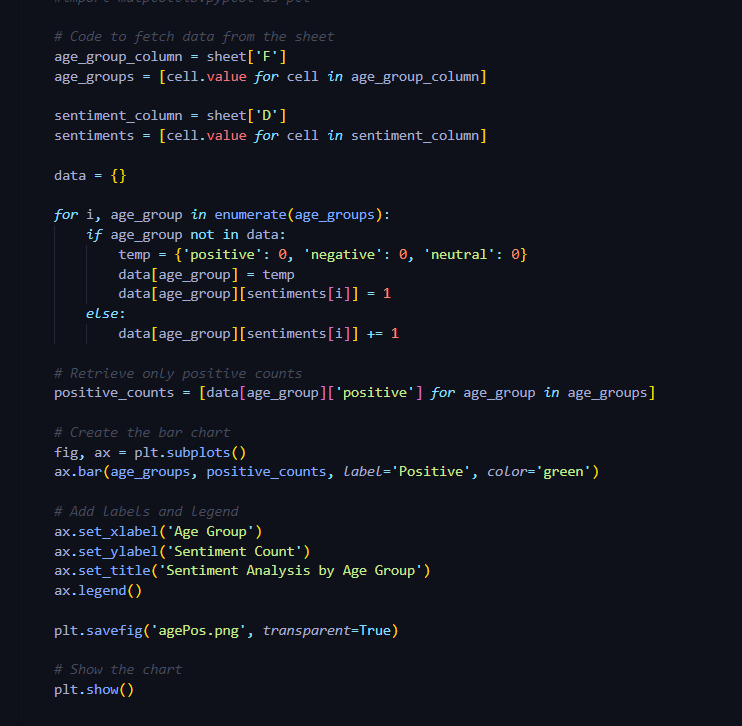 #import matplotlib.pyplot as plt
# Code to fetch data from the sheet
age_group_column = sheet['F']
age_groups = [cell.value for cell in age_group_column]
sentiment_column = sheet['D']
sentiments = [cell.value for cell in sentiment_column]
data = {}
for i, age_group in enumerate(age_groups):
    if age_group not in data:
        temp = {'positive': 0, 'negative': 0, 'neutral': 0}
        data[age_group] = temp
        data[age_group][sentiments[i]] = 1
    else:
        data[age_group][sentiments[i]] += 1
# Retrieve only positive counts
positive_counts = [data[age_group]['positive'] for age_group in age_groups]
# Create the bar chart
fig, ax = plt.subplots()
ax.bar(age_groups, positive_counts, label='Positive', color='green')
# Add labels and legend
ax.set_xlabel('Age Group')
ax.set_ylabel('Sentiment Count')
ax.set_title('Sentiment Analysis by Age Group')
ax.legend()
plt.savefig('agePos.png', transparent=True)
# Show the chart
plt.show()